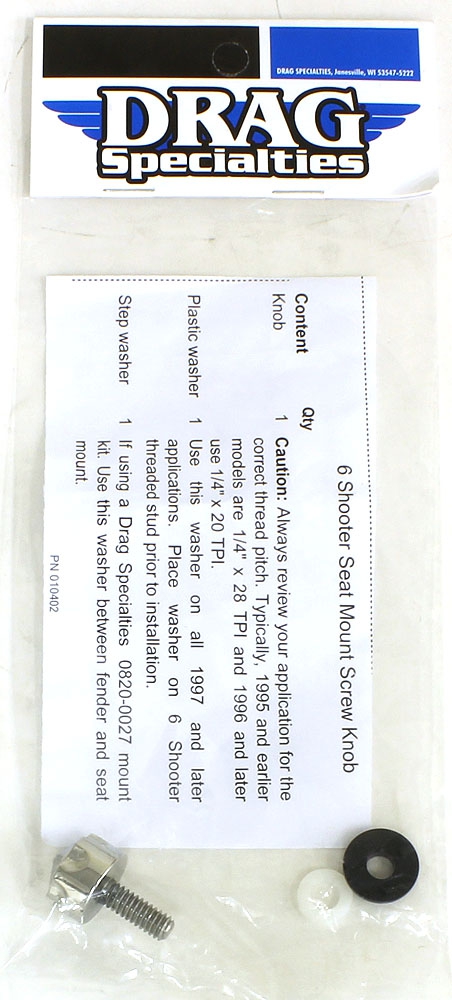 DRAG SPECIALTIES, Janesville, WI 53547-5222
DRAG
Specialties
6 Shooter Seat Mount Screw Knob
Content Qty
Knob 1 Caution: Always review your application for the
correct thread pitch. Typically, 1995 and earlier
models are 1/4" x 28 TPI and 1996 and later
use 1/4" x 20 TPI.
Plastic washer 1 Use this washer on all 1997 and later
applications. Place washer on 6 Shooter
threaded stud prior to installation.
Step washer 1 If using a Drag Specialties 0820-0027 mount
kit. Use this washer between fender and seat
mount.
PN 010402